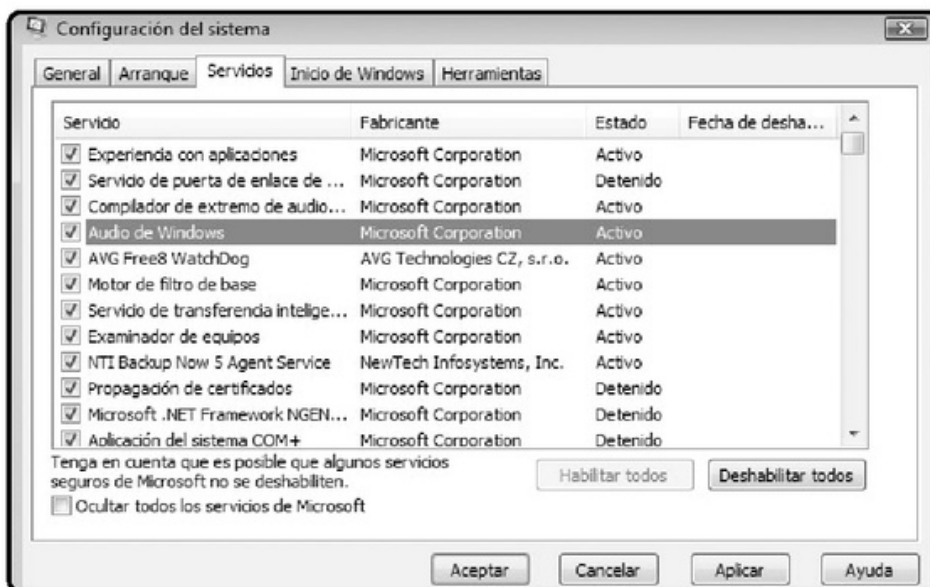 Configuración del sistema
General Arranque Servicios Inicio de Windows Herramientas
Servicio Fabricante Estado Fecha de desha...
Experiencia con aplicaciones Microsoft Corporation Activo
Servicio de puerta de enlace de ... Microsoft Corporation Detenido
Compilador de extremo de audio... Microsoft Corporation Activo
Audio de Windows Microsoft Corporation Activo
AVG Free8 WatchDog AVG Technologies CZ, s.r.o. Activo
Motor de filtro de base Microsoft Corporation Activo
Servicio de transferencia intelige... Microsoft Corporation Activo
Examinador de equipos Microsoft Corporation Activo
NTI Backup Now 5 Agent Service NewTech Infosystems, Inc. Activo
Propagación de certificados Microsoft Corporation Detenido
Microsoft .NET Framework NGEN... Microsoft Corporation Detenido
Aplicación del sistema COM+ Microsoft Corporation Detenido
Tenga en cuenta que es posible que algunos servicios
seguros de Microsoft no se deshabiliten.
Habilitar todos Deshabilitar todos
Ocultar todos los servicios de Microsoft
Aceptar Cancelar Aplicar Ayuda